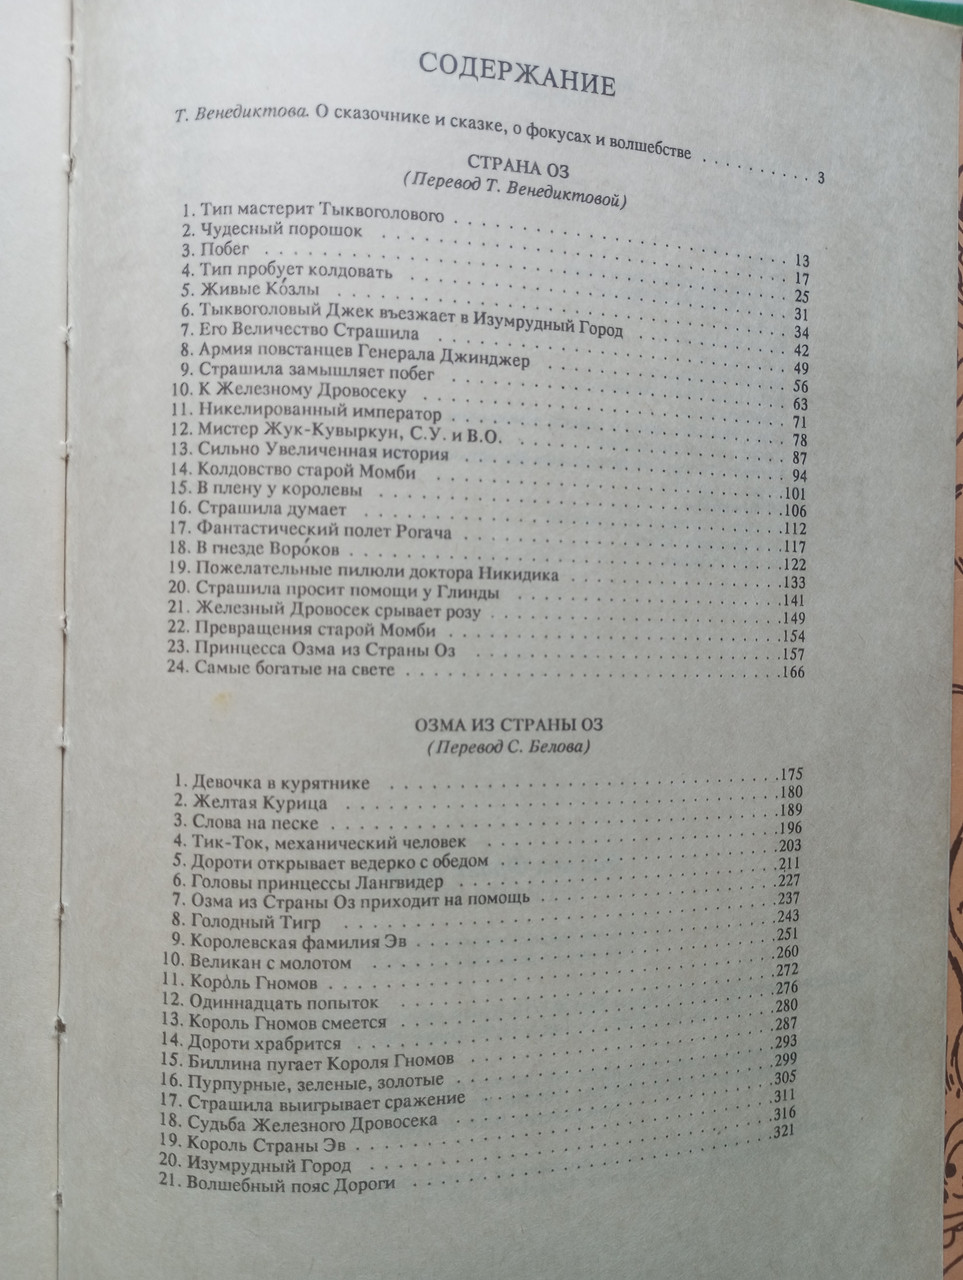 СОДЕРЖАНИЕ
Т. Венедиктова. О сказочнике и сказке, о фокусах и волшебстве . . . . . . . . . . 3
СТРАНА ОЗ
(Перевод Т. Венедиктовой)
1. Тип мастерит Тыквоголового . . . . . . . . . . 13
2. Чудесный порошок . . . . . . . . . . 17
3. Побег . . . . . . . . . . 25
4. Тип пробует колдовать . . . . . . . . . . 31
5. Живые Ко́злы . . . . . . . . . . 34
6. Тыквоголовый Джек въезжает в Изумрудный Город . . . . . . . . . . 42
7. Его Величество Страшила . . . . . . . . . . 49
8. Армия повстанцев Генерала Джинджер . . . . . . . . . . 56
9. Страшила замышляет побег . . . . . . . . . . 63
10. К Железному Дровосеку . . . . . . . . . . 71
11. Никелированный император . . . . . . . . . . 78
12. Мистер Жук-Кувыркун, С.У. и В.О. . . . . . . . . . . 87
13. Сильно Увеличенная история . . . . . . . . . . 94
14. Колдовство старой Момби . . . . . . . . . . 101
15. В плену у королевы . . . . . . . . . . 106
16. Страшила думает . . . . . . . . . . 112
17. Фантастический полет Рогача . . . . . . . . . . 117
18. В гнезде Воро́ков . . . . . . . . . . 122
19. Пожелательные пилюли доктора Никидика . . . . . . . . . . 133
20. Страшила просит помощи у Глинды . . . . . . . . . . 141
21. Железный Дровосек срывает розу . . . . . . . . . . 149
22. Превращения старой Момби . . . . . . . . . . 154
23. Принцесса Озма из Страны Оз . . . . . . . . . . 157
24. Самые богатые на свете . . . . . . . . . . 166
ОЗМА ИЗ СТРАНЫ ОЗ
(Перевод С. Белова)
1. Девочка в курятнике . . . . . . . . . . 175
2. Желтая Курица . . . . . . . . . . 180
3. Слова на песке . . . . . . . . . . 189
4. Тик-Ток, механический человек . . . . . . . . . . 196
5. Дороти открывает ведерко с обедом . . . . . . . . . . 203
6. Головы принцессы Лангвидер . . . . . . . . . . 211
7. Озма из Страны Оз приходит на помощь . . . . . . . . . . 227
8. Голодный Тигр . . . . . . . . . . 237
9. Королевская фамилия Эв . . . . . . . . . . 243
10. Великан с молотом . . . . . . . . . . 251
11. Король Гномов . . . . . . . . . . 260
12. Одиннадцать попыток . . . . . . . . . . 272
13. Король Гномов смеется . . . . . . . . . . 276
14. Дороти храбрится . . . . . . . . . . 280
15. Биллина пугает Короля Гномов . . . . . . . . . . 287
16. Пурпурные, зеленые, золотые . . . . . . . . . . 293
17. Страшила выигрывает сражение . . . . . . . . . . 299
18. Судьба Железного Дровосека . . . . . . . . . . 305
19. Король Страны Эв . . . . . . . . . . 311
20. Изумрудный Город . . . . . . . . . . 316
21. Волшебный пояс Дороги . . . . . . . . . . 321